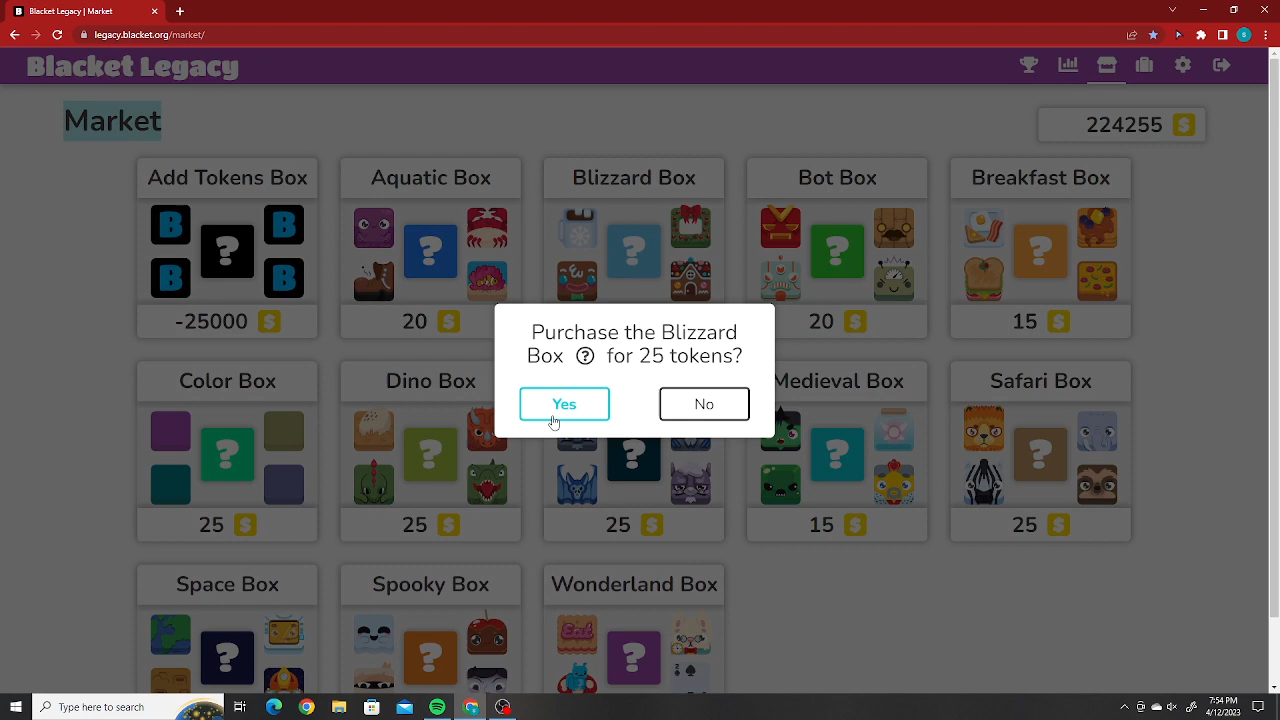 Blacket Legacy
legacy.blacket.org/market/
S
Blacket Legacy
Market
224255
Add Tokens Box
Aquatic Box
Blizzard Box
Bot Box
Breakfast Box
B B ? B B
?
?
?
?
-25000
20
20
15
Purchase the Blizzard
Box ? for 25 tokens?
Yes
No
Color Box
Dino Box
Medieval Box
Safari Box
?
?
?
?
?
25
25
25
15
25
Space Box
Spooky Box
Wonderland Box
?
?
Eat
?
2
Type here to search
7:54 PM
4/12/2023